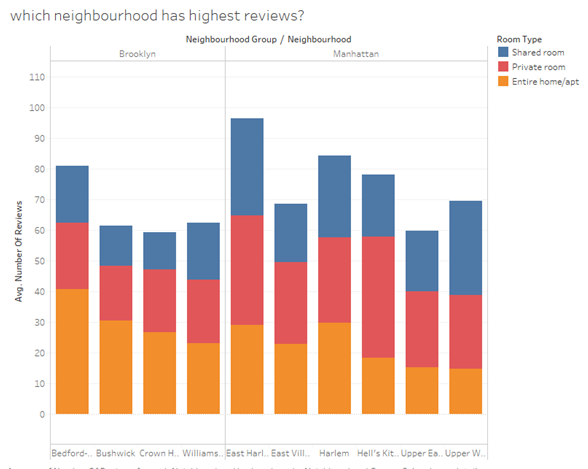 which neighbourhood has highest reviews?
Neighbourhood Group / Neighbourhood
Room Type
Brooklyn
Manhattan
Shared room
Private room
Entire home/apt
Avg. Number Of Reviews
110
100
90
80
70
60
50
40
30
20
10
0
Bedford-.. Bushwick Crown H.. Williams.. East Harl.. East Vill.. Harlem Hell's Kit.. Upper Ea.. Upper W..